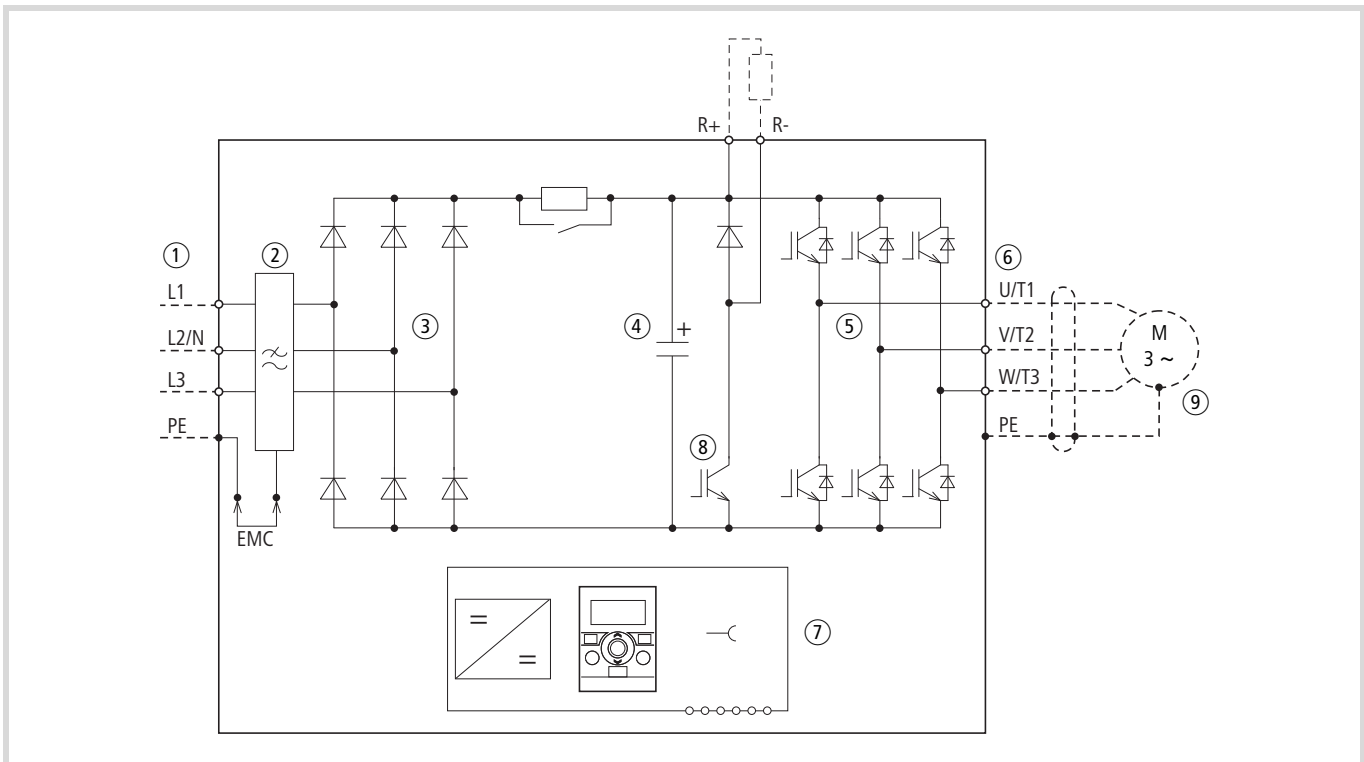 R+ R-
① ② ⑥
L1 U/T1
③ ④ + ⑤
L2/N V/T2 M
3 ~
L3 W/T3
⑨
PE PE
⑧
EMC
⑦